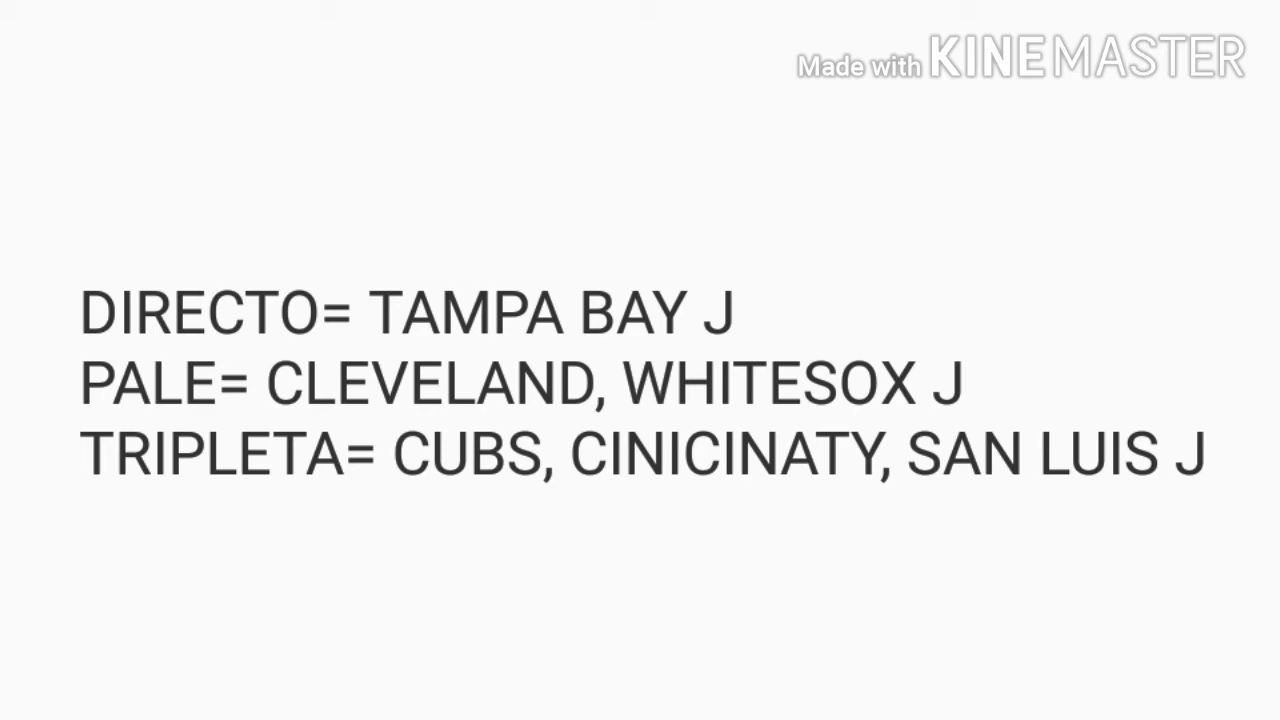 Made with KINEMASTER
DIRECTO= TAMPA BAY J
PALE= CLEVELAND, WHITESOX J
TRIPLETA= CUBS, CINICINATY, SAN LUIS J